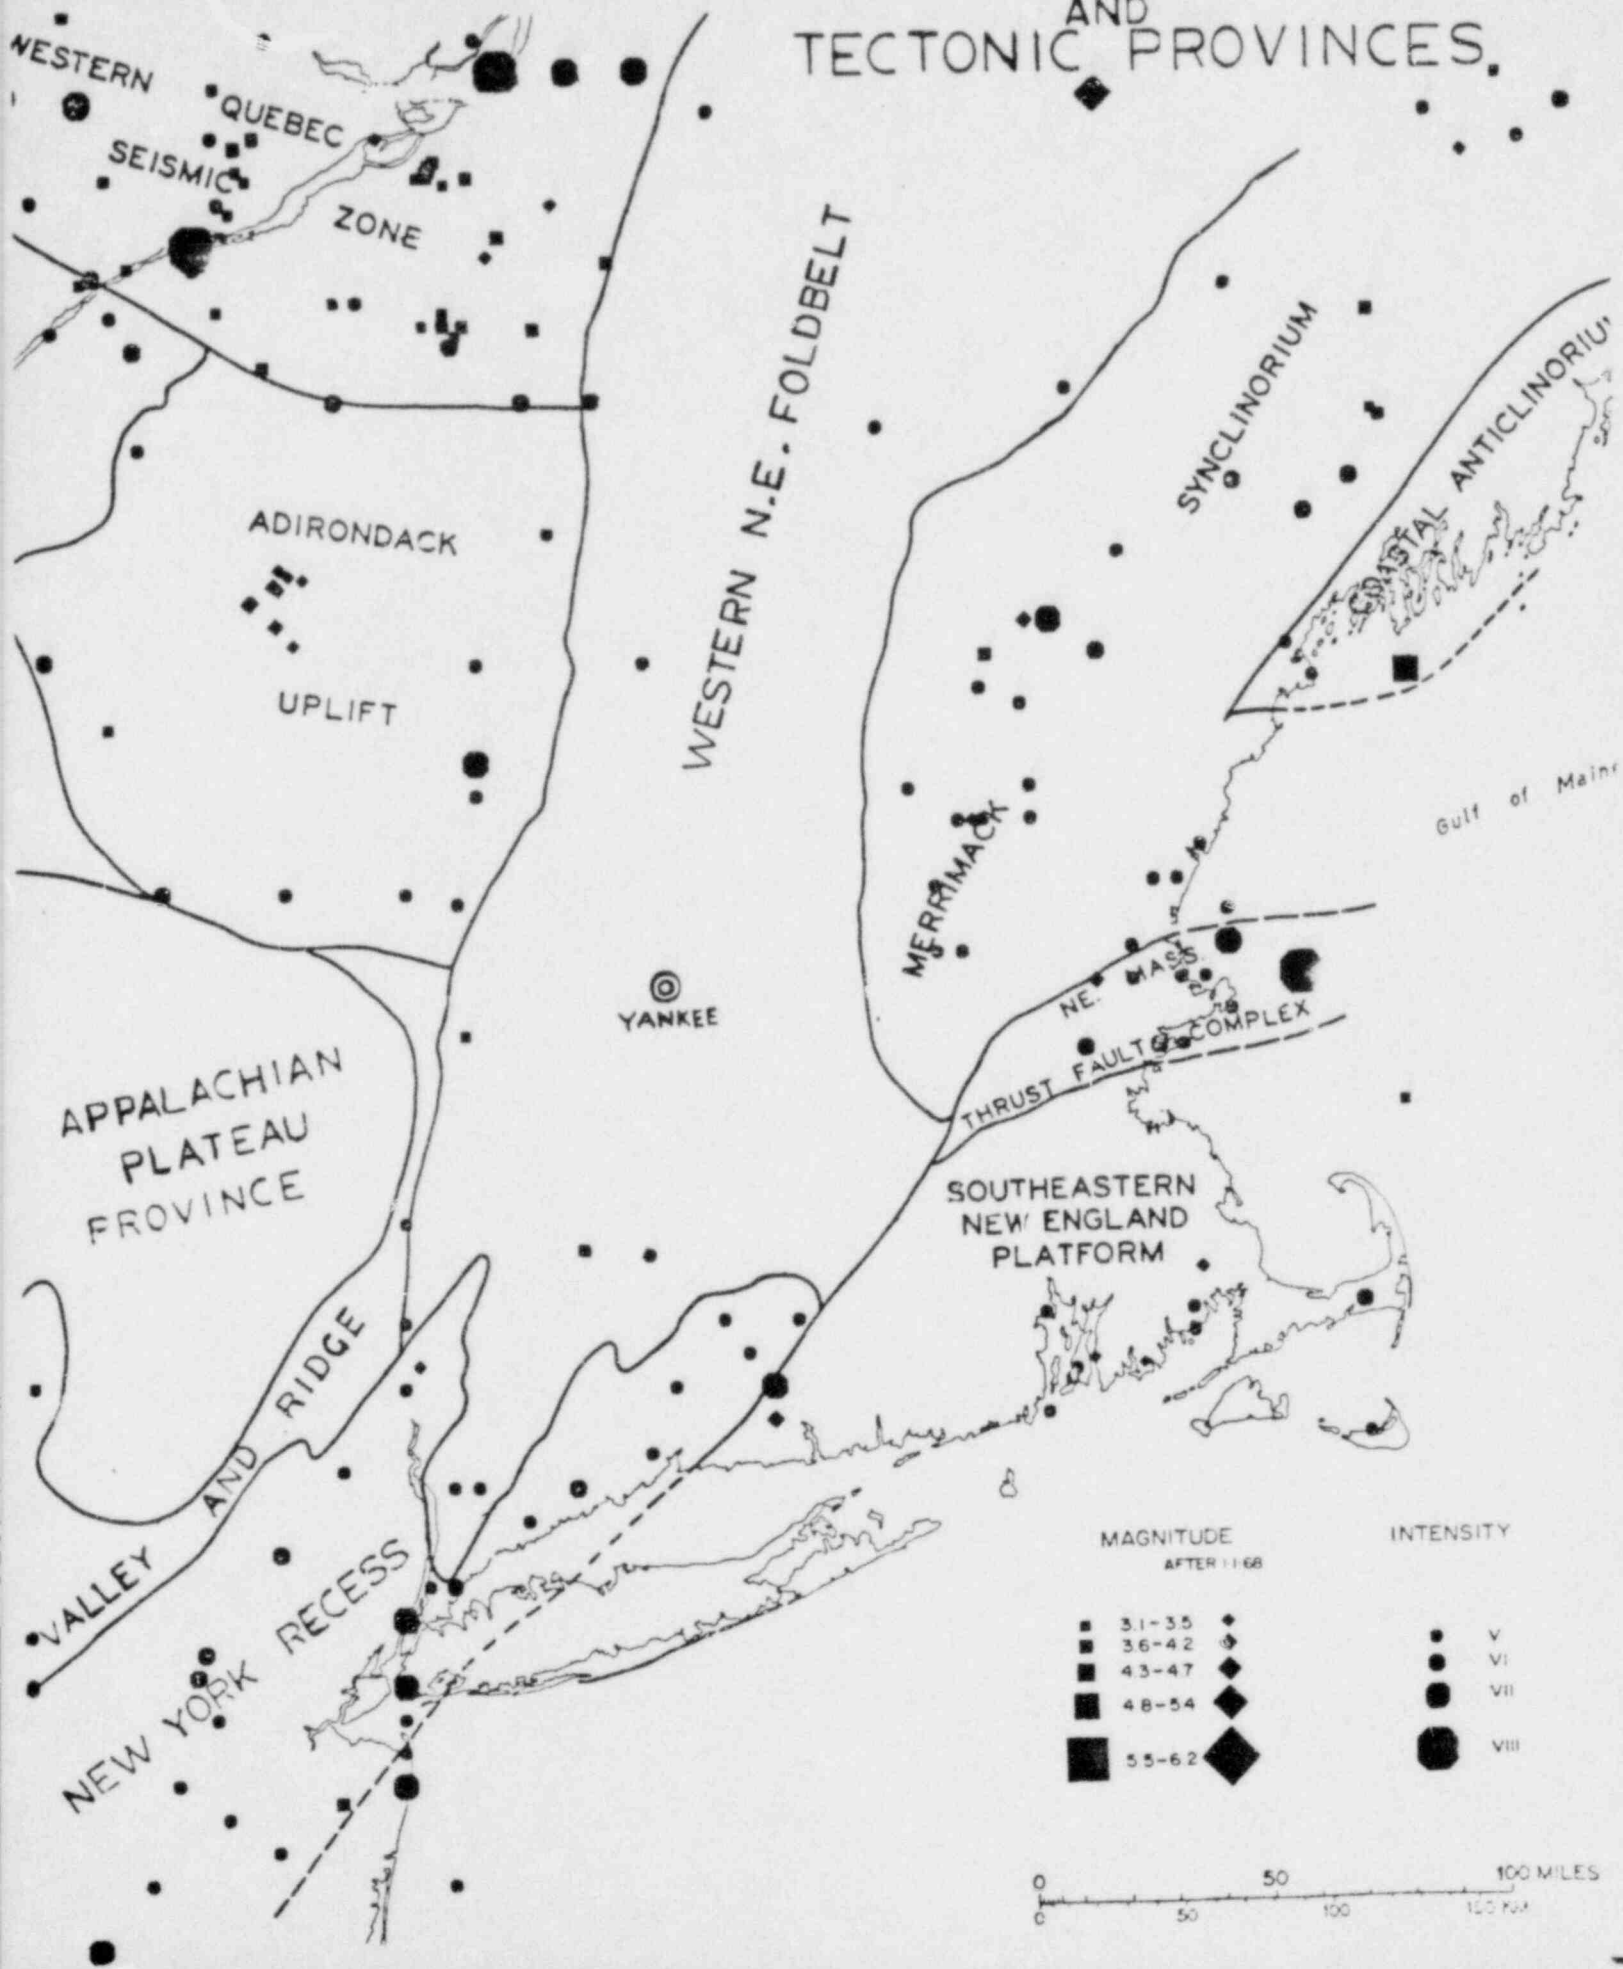 AND
TECTONIC PROVINCES
WESTERN
QUEBEC
SEISMIC
ZONE
WESTERN N.E. FOLDBELT
SYNCLINORIUM
COASTAL ANTICLINORIU
ADIRONDACK
UPLIFT
Gulf of Maine
MERRIMACK
YANKEE
NE. MASS.
THRUST FAULT COMPLEX
APPALACHIAN
PLATEAU
PROVINCE
SOUTHEASTERN
NEW ENGLAND
PLATFORM
VALLEY AND RIDGE
NEW YORK RECESS
MAGNITUDE
AFTER 1-1-68
INTENSITY
3.1-3.5
3.6-4.2
4.3-4.7
4.8-5.4
5.5-6.2
V
VI
VII
VIII
0 50 100 MILES
0 50 100 150 KM